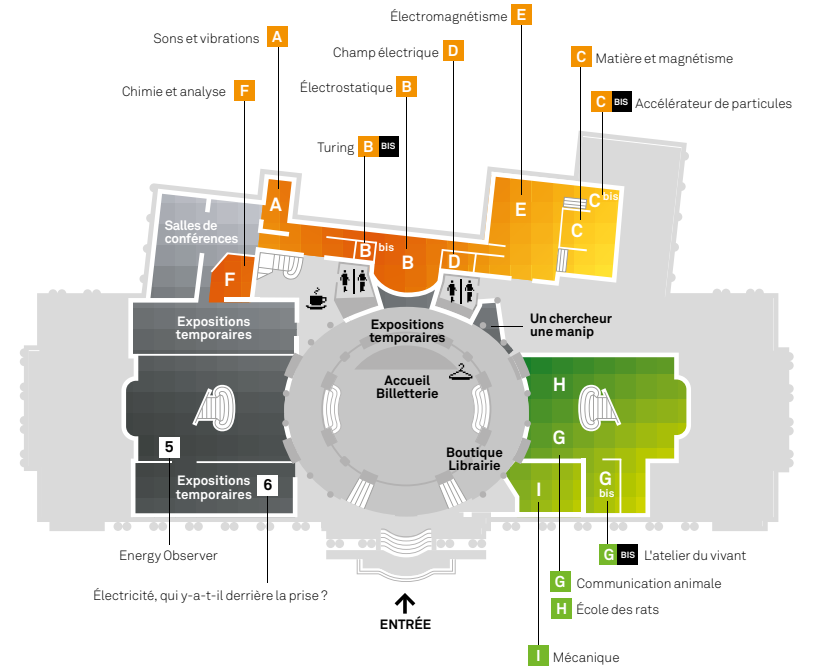 Électromagnétisme E
Sons et vibrations A
Champ électrique D
C Matière et magnétisme
Chimie et analyse F
Électrostatique B
C BIS Accélérateur de particules
Turing B BIS
A
E
C bis
C
Salles de
conférences
B bis
B
D
F
Expositions
temporaires
Expositions
temporaires
Un chercheur
une manip
Accueil
Billetterie
H
G
5
Boutique
Librairie
Expositions
temporaires
6
I
G
bis
Energy Observer
G BIS L'atelier du vivant
Électricité, qui y-a-t-il derrière la prise ?
G Communication animale
H École des rats
ENTRÉE
I Mécanique